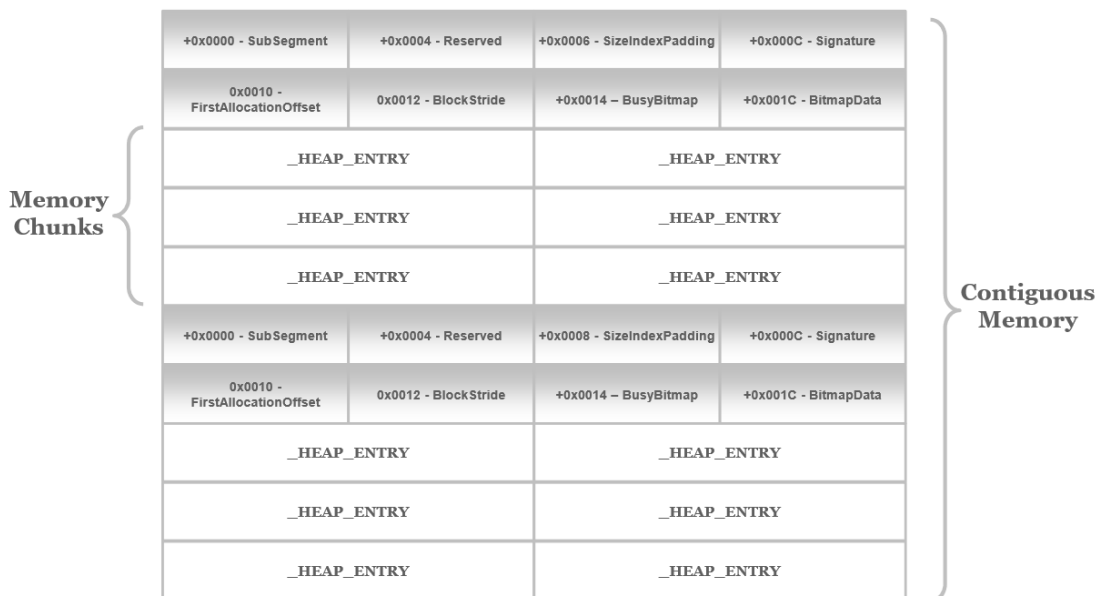 +0x0000 - SubSegment
+0x0004 - Reserved
+0x0006 - SizeIndexPadding
+0x000C - Signature
0x0010 -
FirstAllocationOffset
0x0012 - BlockStride
+0x0014 – BusyBitmap
+0x001C - BitmapData
_HEAP_ENTRY
_HEAP_ENTRY
Memory
Chunks
_HEAP_ENTRY
_HEAP_ENTRY
_HEAP_ENTRY
_HEAP_ENTRY
Contiguous
Memory
+0x0000 - SubSegment
+0x0004 - Reserved
+0x0008 - SizeIndexPadding
+0x000C - Signature
0x0010 -
FirstAllocationOffset
0x0012 - BlockStride
+0x0014 – BusyBitmap
+0x001C - BitmapData
_HEAP_ENTRY
_HEAP_ENTRY
_HEAP_ENTRY
_HEAP_ENTRY
_HEAP_ENTRY
_HEAP_ENTRY